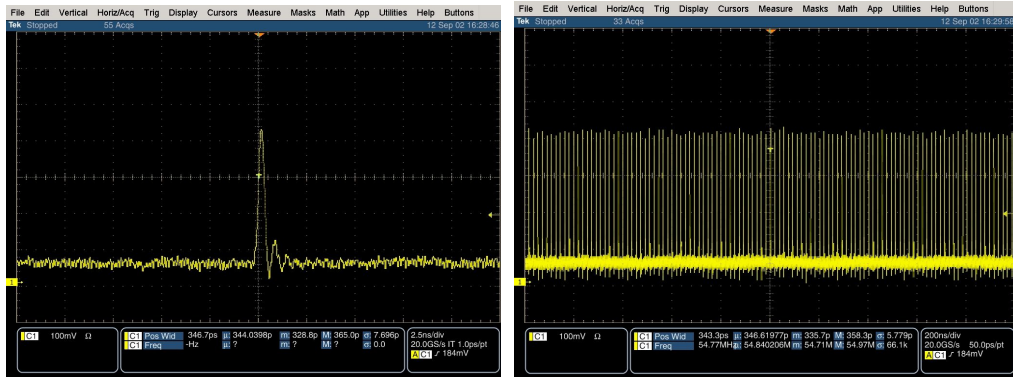 File Edit Vertical Horiz/Acq Trig Display Cursors Measure Masks Math App Utilities Help Buttons
Tek Stopped 55 Acqs 12 Sep 02 16:28:46
1
C1 100mV Ω
C1 Pos Wid 346.7ps µ: 344.0398p m: 328.8p M: 365.0p σ: 7.696p
C1 Freq -Hz µ: ? m: ? M: ? σ: 0.0
2.5ns/div
20.0GS/s IT 1.0ps/pt
A C1 ╱ 184mV
File Edit Vertical Horiz/Acq Trig Display Cursors Measure Masks Math App Utilities Help Buttons
Tek Stopped 33 Acqs 12 Sep 02 16:29:58
1
C1 100mV Ω
C1 Pos Wid 343.3ps µ: 346.61977p m: 335.7p M: 358.3p σ: 5.779p
C1 Freq 54.77MHz µ: 54.840206M m: 54.71M M: 54.97M σ: 66.1k
200ns/div
20.0GS/s 50.0ps/pt
A C1 ╱ 184mV